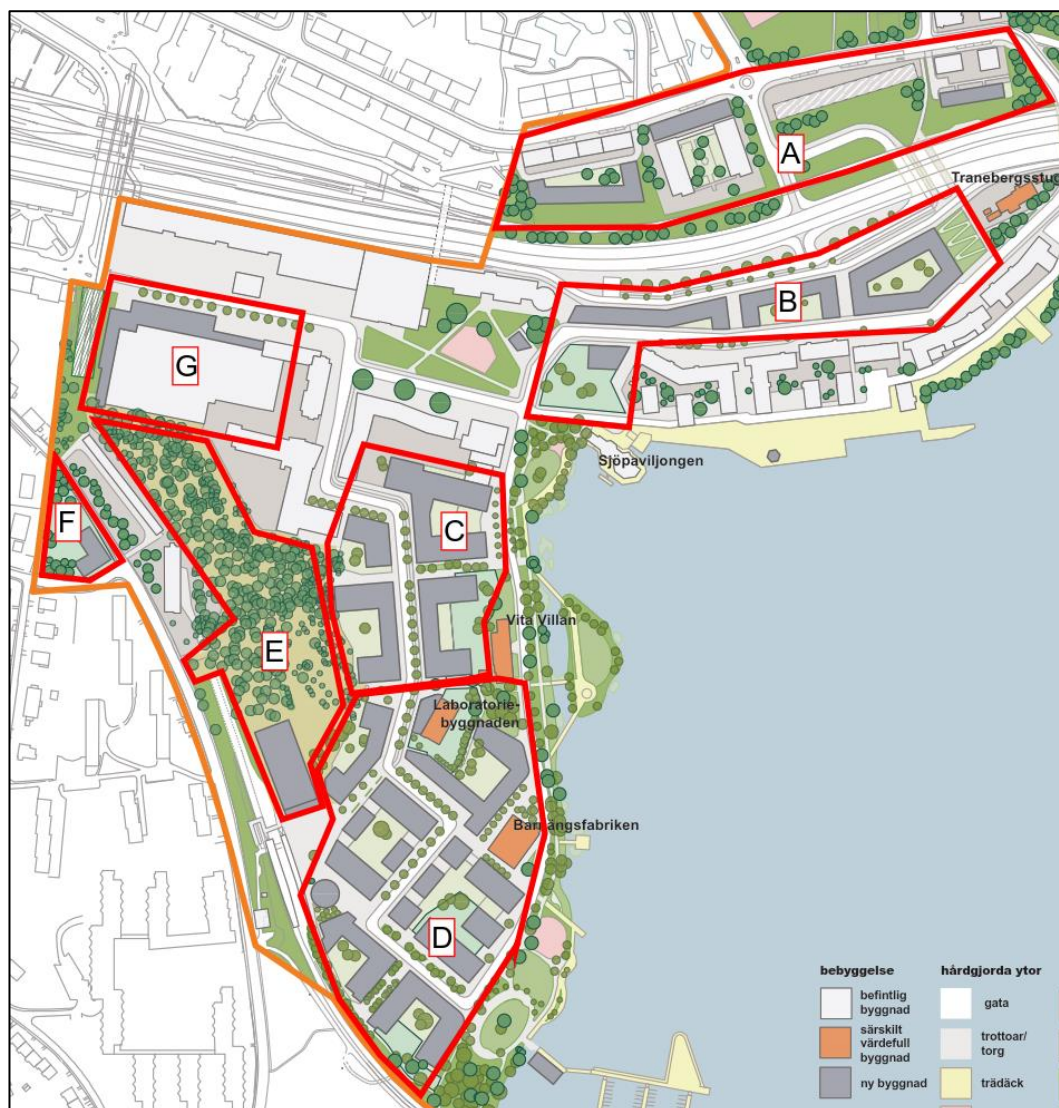 A
Tranebergsstud
B
G
Sjöpaviljongen
F
C
Vita Villan
E
Laboratorie-
byggnaden
Barnängsfabriken
D
bebyggelse
befintlig
byggnad
särskilt
värdefull
byggnad
ny byggnad
hårdgjorda ytor
gata
trottoar/
torg
trädäck